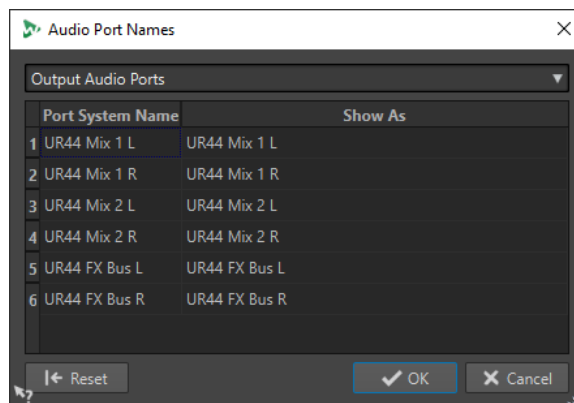 Audio Port Names
Output Audio Ports
Port System Name Show As
1 UR44 Mix 1 L UR44 Mix 1 L
2 UR44 Mix 1 R UR44 Mix 1 R
3 UR44 Mix 2 L UR44 Mix 2 L
4 UR44 Mix 2 R UR44 Mix 2 R
5 UR44 FX Bus L UR44 FX Bus L
6 UR44 FX Bus R UR44 FX Bus R
Reset OK Cancel
?